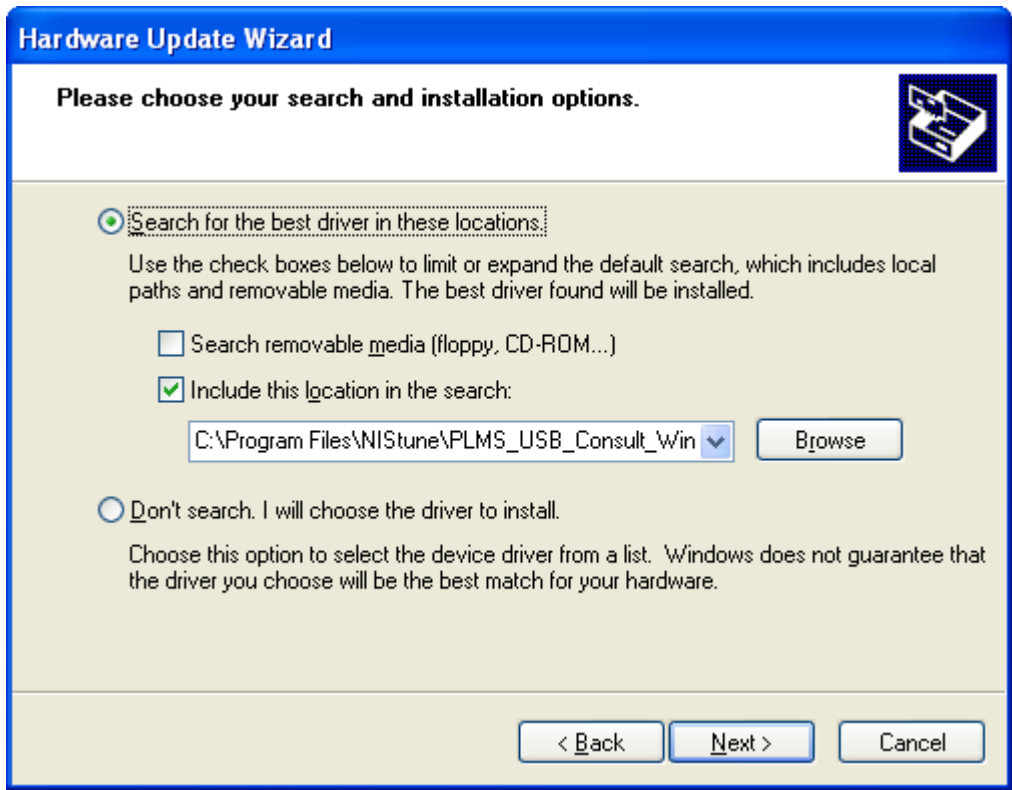 Hardware Update Wizard
Please choose your search and installation options.
Search for the best driver in these locations.
Use the check boxes below to limit or expand the default search, which includes local
paths and removable media. The best driver found will be installed.
Search removable media (floppy, CD-ROM...)
Include this location in the search:
C:\Program Files\NIStune\PLMS_USB_Consult_Win
Browse
Don't search. I will choose the driver to install.
Choose this option to select the device driver from a list.  Windows does not guarantee that
the driver you choose will be the best match for your hardware.
< Back
Next >
Cancel